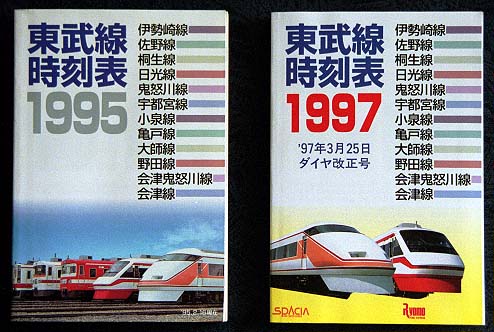 東武線
時刻表
1995
伊勢崎線
佐野線
桐生線
日光線
鬼怒川線
宇都宮線
小泉線
亀戸線
大師線
野田線
会津鬼怒川線
会津線
東武線
時刻表
1997
'97年3月25日
ダイヤ改正号
伊勢崎線
佐野線
桐生線
日光線
鬼怒川線
宇都宮線
小泉線
亀戸線
大師線
野田線
会津鬼怒川線
会津線
SPACIA
Ryomo